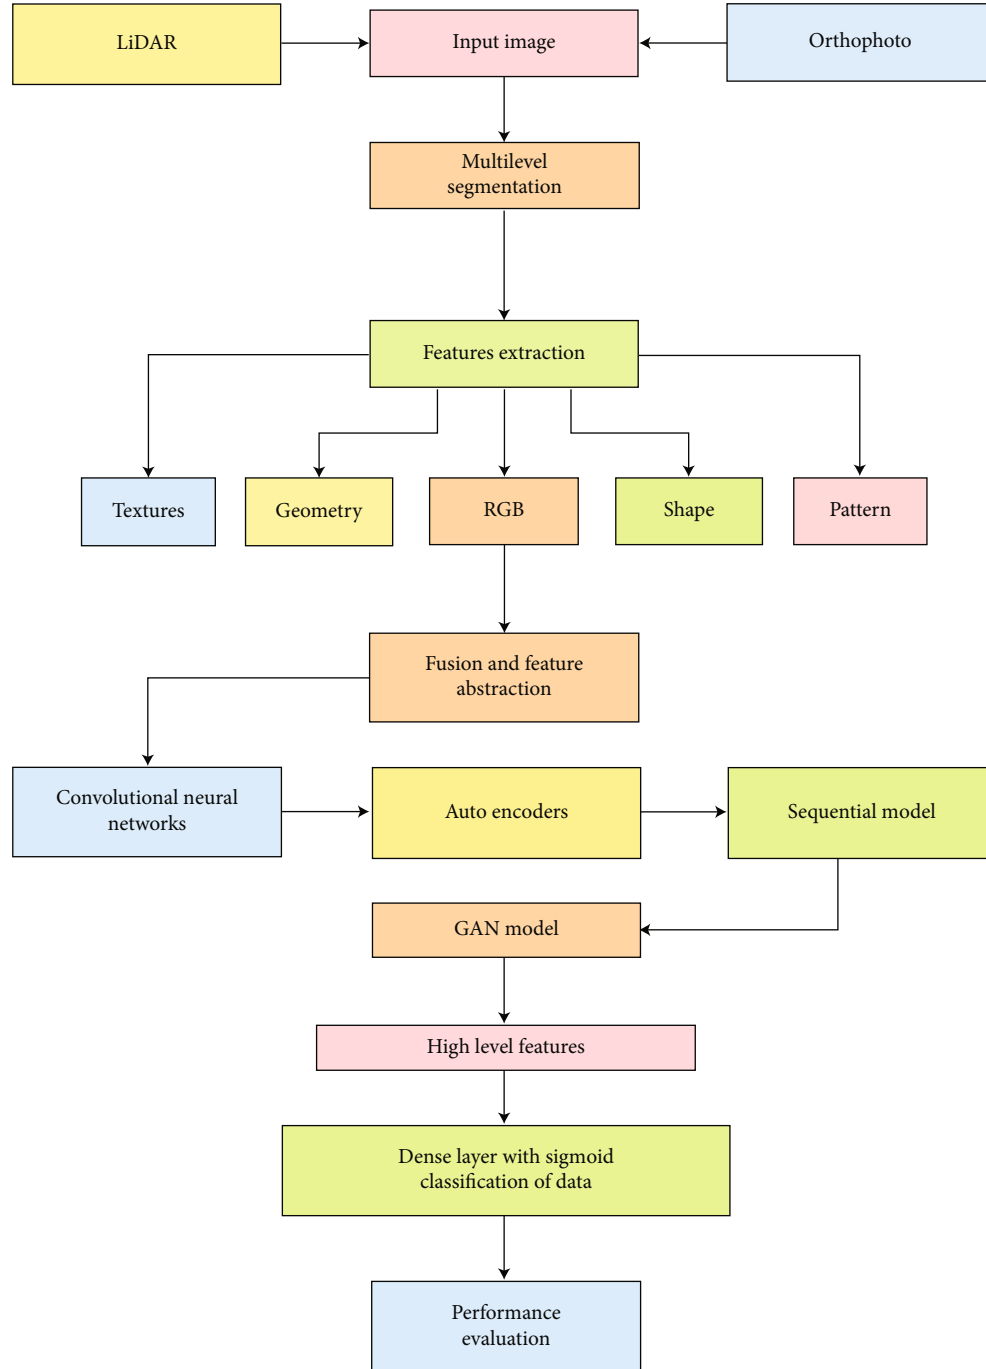 LiDAR
Input image
Orthophoto
Multilevel
segmentation
Features extraction
Textures
Geometry
RGB
Shape
Pattern
Fusion and feature
abstraction
Convolutional neural
networks
Auto encoders
Sequential model
GAN model
High level features
Dense layer with sigmoid
classification of data
Performance
evaluation